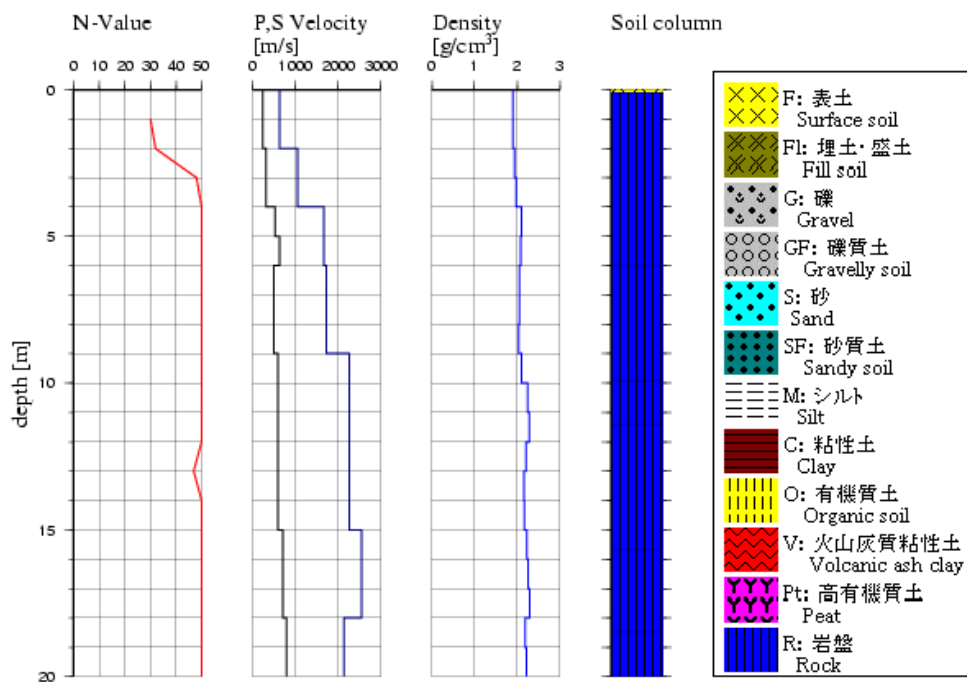 N-Value
0 10 20 30 40 50
P,S Velocity
[m/s]
0 1000 2000 3000
Density
[g/cm³]
0 1 2 3
Soil column
depth [m]
0
5
10
15
20
F: 表土
Surface soil
Fl: 埋土・盛土
Fill soil
G: 礫
Gravel
GF: 礫質土
Gravelly soil
S: 砂
Sand
SF: 砂質土
Sandy soil
M: シルト
Silt
C: 粘性土
Clay
O: 有機質土
Organic soil
V: 火山灰質粘性土
Volcanic ash clay
Pt: 高有機質土
Peat
R: 岩盤
Rock